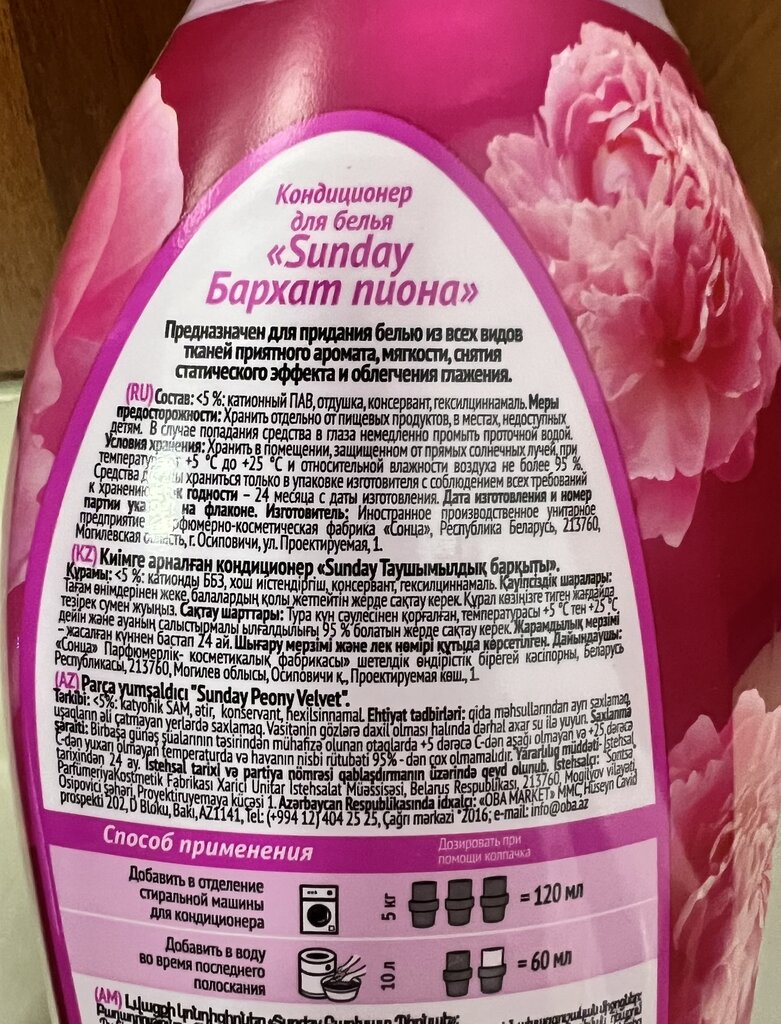 Кондиционер
для белья
«Sunday
Бархат пиона»
Предназначен для придания белью из всех видов
тканей приятного аромата, мягкости, снятия
статического эффекта и облегчения глажения.
(RU) Состав: <5 %: катионный ПАВ, отдушка, консервант, гексилциннамаль. Меры
предосторожности: Хранить отдельно от пищевых продуктов, в местах, недоступных
детям. В случае попадания средства в глаза немедленно промыть проточной водой.
Условия хранения: Хранить в помещении, защищенном от прямых солнечных лучей, при
+5 °C до +25 °C и относительной влажности воздуха не более 95 %.
Средства храниться только в упаковке изготовителя с соблюдением всех требований
к годности – 24 месяца с даты изготовления. Дата изготовления и номер
партии на флаконе. Изготовитель: Иностранное производственное унитарное
предприятие фабрика «Сонца», Республика Беларусь, 213760,
Могилевская область, г. Осиповичи, ул. Проектируемая, 1.
(KZ) Киімге арналған кондиционер «Sunday Таушымылдық барқыты».
Құрамы: <5 %: катионды ББЗ, хош иістендіргіш, консервант, гексилциннамаль. Қауіпсіздік шаралары:
Тағам өнімдерінен жеке, балалардың қолы жетпейтін жерде сақтау керек. Құрал көзіңізге тиген жағдайда
тезірек сумен жуыңыз. Сақтау шарттары: Тура күн сәулесінен қорғалған, температурасы +5 °C тен +25 °C
дейін және ауаның салыстырмалы ылғалдылығы 95 % болатын жерде сақтау керек. Жарамдылық мерзімі
– жасалған күннен бастап 24 ай. Шығару мерзімі және лек нөмірі құтыда көрсетілген. Дайындаушы:
«Сонца» Парфюмерлік- косметикалық фабрикасы» шетелдік өндірістік бірегей кәсіпорны, Беларусь
Республикасы, 213760, Могилев облысы, Осиповичи қ., Проектируемая көш., 1.
(AZ) Parça yumşaldıcı "Sunday Peony Velvet".
Tərkibi: <5%: katyonik SAM, ətir, konservant, hexilsinnamal. Ehtiyat tədbirləri: qida məhsullarından ayrı saxlamaq,
uşaqların əli çatmayan yerlərdə saxlamaq. Vasitənin gözlərə daxil olması halında dərhal axar su ilə yuyun. Saxlanma
şəraiti: Birbaşa günəş şüalarının təsirindən mühafizə olunan otaqlarda +5 dərəcə C-dən aşağı olmayan və +25 dərəcə
C-dən yuxarı olmayan temperaturda və havanın nisbi rütubəti 95% - dən çox olmamalıdır. Yararlılıq müddəti- İstehsal
tarixindən 24 ay. İstehsal tarixi və partiya nömrəsi qablaşdırmanın üzərində qeyd olunub. İstehsalçı: "Sontsa"
ParfümeriyaKosmetik Fabrikası Xarici Unitar İstehsalat Müəssisəsi, Belarus Respublikası, 213760, Mogilyov vilayəti,
Osipoviçi şəhəri, Proyektiruyemaya küçəsi 1. Azərbaycan Respublikasında idxalçı: «OBA MARKET» MMC, Hüseyn Cavid
prospekti 202, D Bloku, Bakı, AZ1141, Tel: (+994 12) 404 25 25, Çağrı mərkəzi *2016; e-mail: info@oba.az
Способ применения
Дозировать при
помощи колпачка
Добавить в отделение
стиральной машины
для кондиционера
5 кг
= 120 мл
Добавить в воду
во время последнего
полоскания
10 л
= 60 мл
(AM)
«Sunday